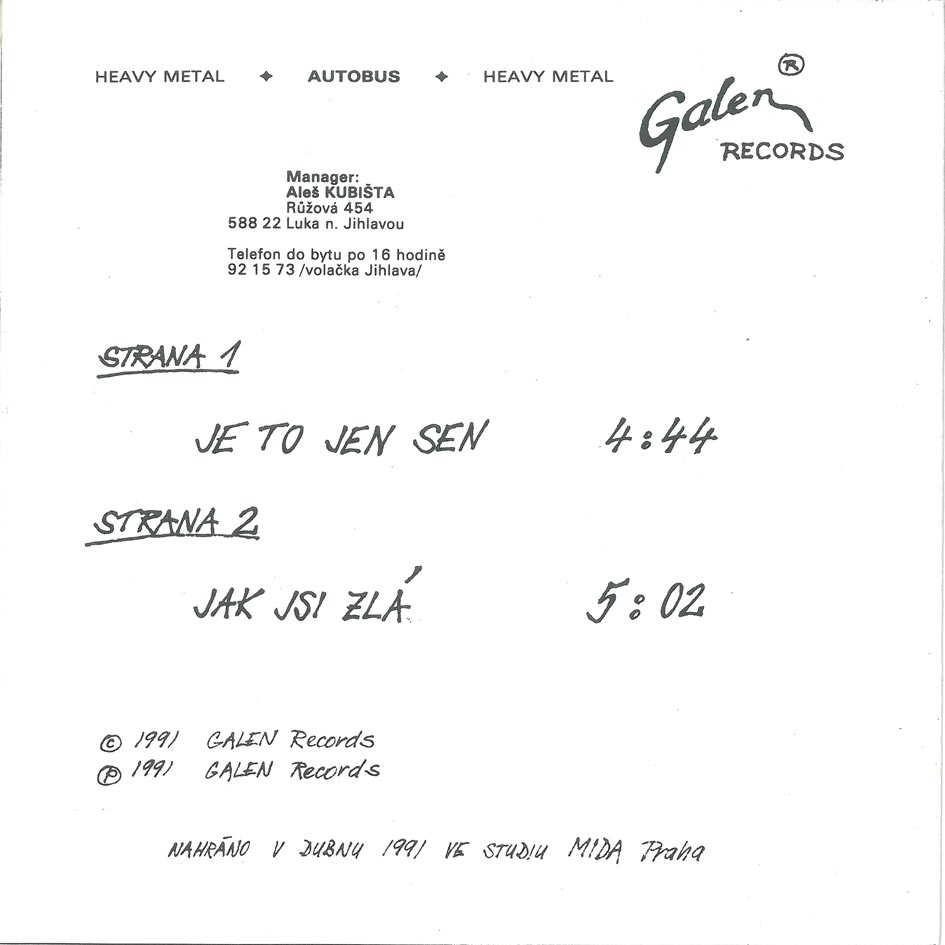 HEAVY METAL ✦ AUTOBUS ✦ HEAVY METAL
Galen ®
RECORDS
Manager:
Aleš KUBIŠTA
Růžová 454
588 22 Luka n. Jihlavou
Telefon do bytu po 16 hodině
92 15 73 /volačka Jihlava/
STRANA 1
JE TO JEN SEN 4:44
STRANA 2
JAK JSI ZLÁ 5:02
© 1991 GALEN Records
℗ 1991 GALEN Records
NAHRÁNO V DUBNU 1991 VE STUDIU MIDA Praha